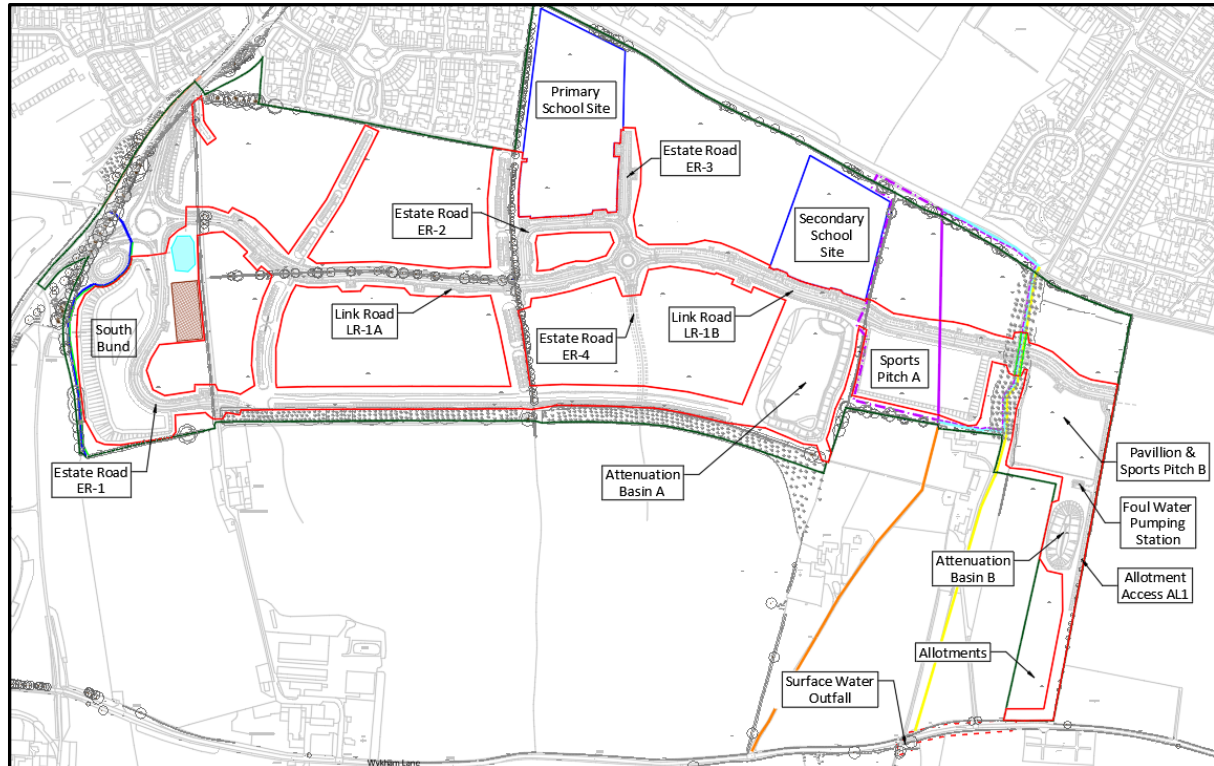 Primary
School Site
Estate Road
ER-3
Estate Road
ER-2
Secondary
School
Site
South
Bund
Link Road
LR-1A
Estate Road
ER-4
Link Road
LR-1B
Sports
Pitch A
Estate Road
ER-1
Attenuation
Basin A
Pavillion &
Sports Pitch B
Foul Water
Pumping
Station
Attenuation
Basin B
Allotment
Access AL1
Allotments
Surface Water
Outfall
Wykham Lane